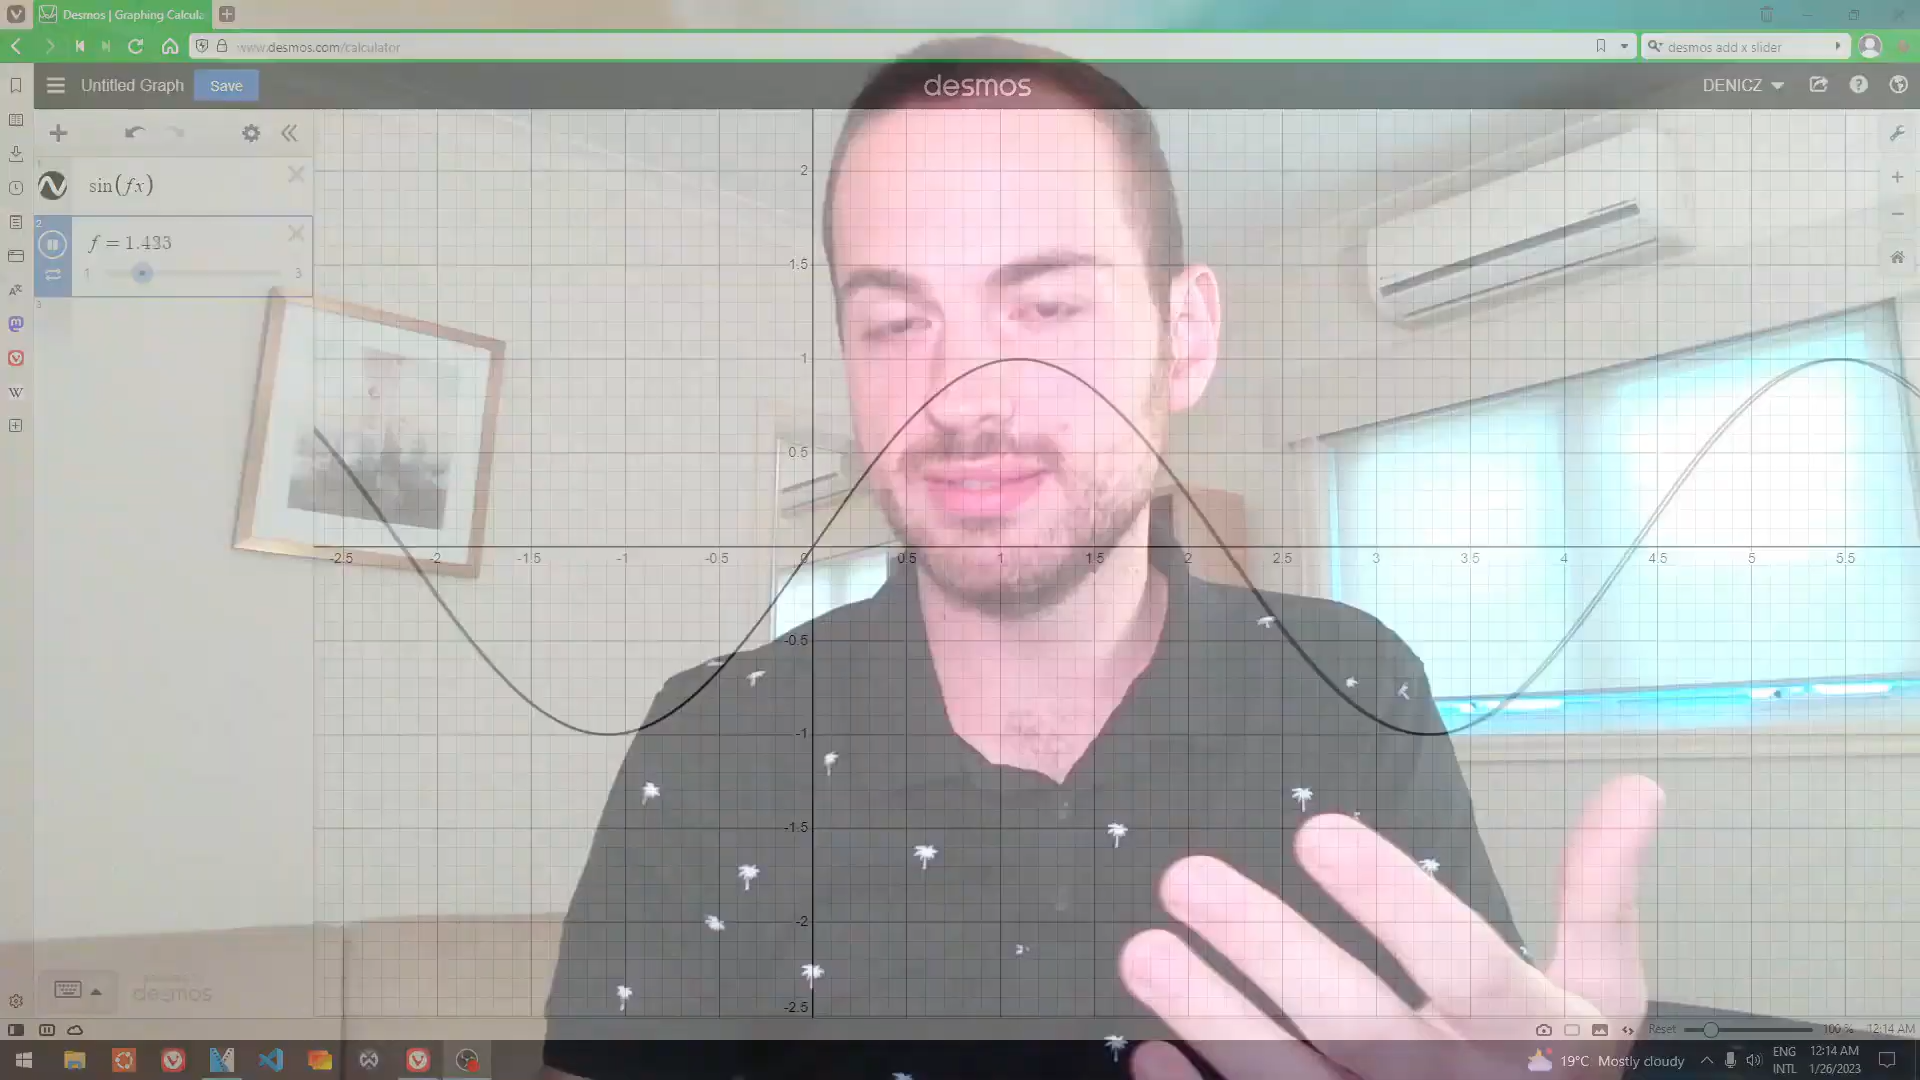 Desmos | Graphing Calcula
www.desmos.com/calculator
desmos add x slider
Untitled Graph
Save
desmos
DENICZ
1
sin(fx)
2
1
3
3
2
1.5
1
0.5
-2.5 -2 -1.5 -1 -0.5 0 0.5 1 1.5 2 2.5 3 3.5 4 4.5 5 5.5
-0.5
-1
-1.5
-2
-2.5
desmos
Reset
100 %
12:14 AM
19°C Mostly cloudy
ENG
INTL
12:14 AM
1/26/2023